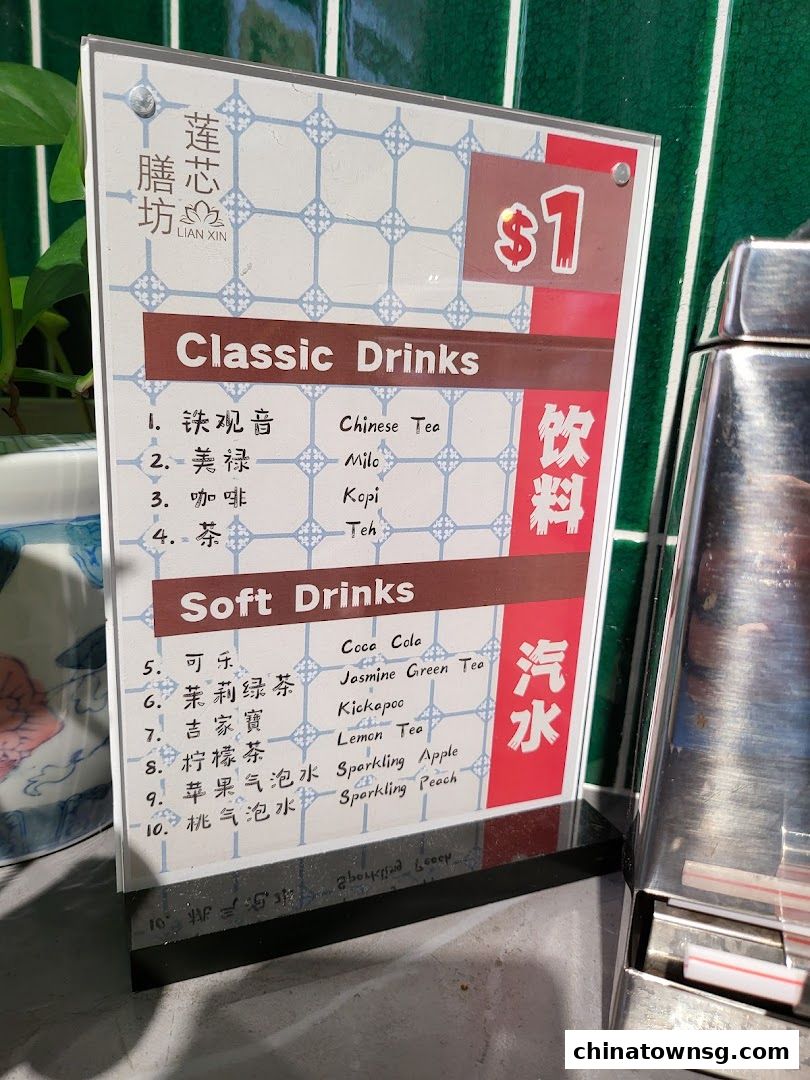 莲芯
膳坊
LIAN XIN
$1
Classic Drinks
饮料
1. 铁观音 Chinese Tea
2. 美禄 Milo
3. 咖啡 Kopi
4. 茶 Teh
Soft Drinks
汽水
5. 可乐 Coca Cola
6. 茉莉绿茶 Jasmine Green Tea
7. 吉家寶 Kickapoo
8. 柠檬茶 Lemon Tea
9. 苹果气泡水 Sparkling Apple
10. 桃气泡水 Sparkling Peach
chinatownsg.com